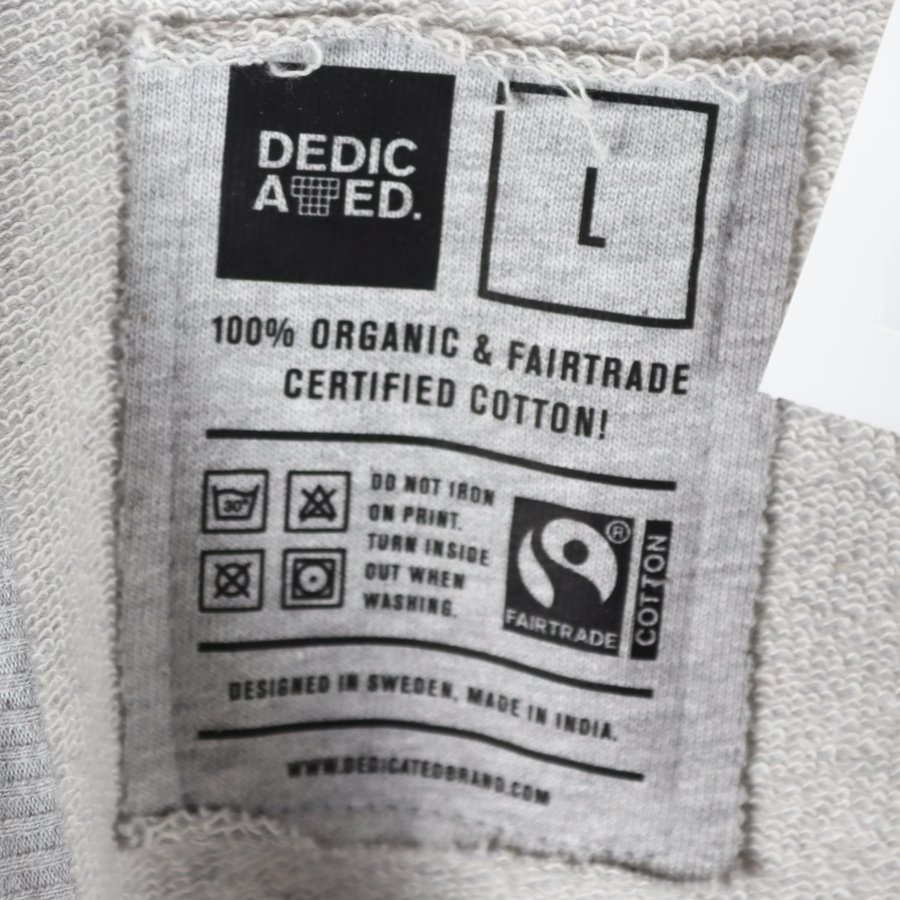 DEDIC
ATED.
L
100% ORGANIC & FAIRTRADE
CERTIFIED COTTON!
30°
DO NOT IRON
ON PRINT.
TURN INSIDE
OUT WHEN
WASHING.
®
FAIRTRADE
COTTON
DESIGNED IN SWEDEN, MADE IN INDIA.
WWW.DEDICATEDBRAND.COM